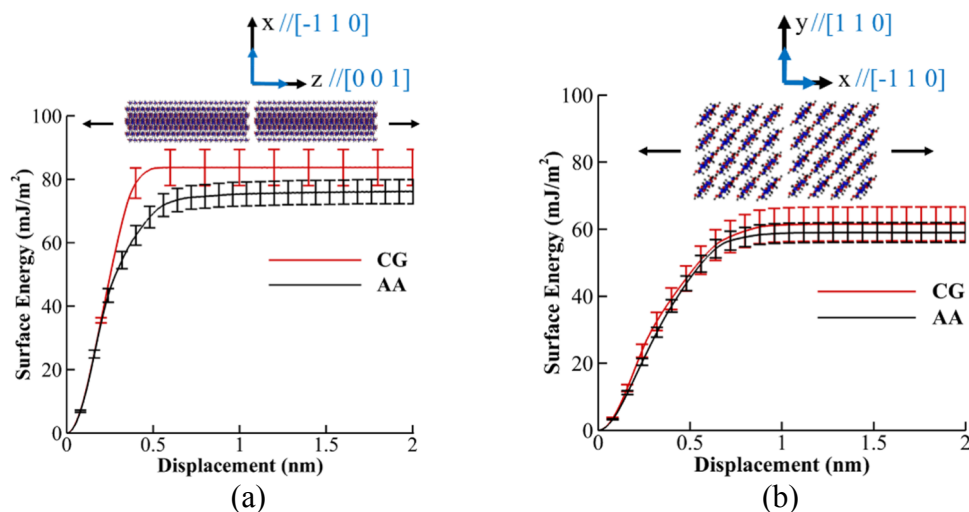 x //[-1 1 0]
z //[0 0 1]
100
80
60
40
20
0
Surface Energy (mJ/m²)
CG
AA
0 0.5 1 1.5 2
Displacement (nm)
(a)
y //[1 1 0]
x //[-1 1 0]
100
80
60
40
20
0
Surface Energy (mJ/m²)
CG
AA
0 0.5 1 1.5 2
Displacement (nm)
(b)